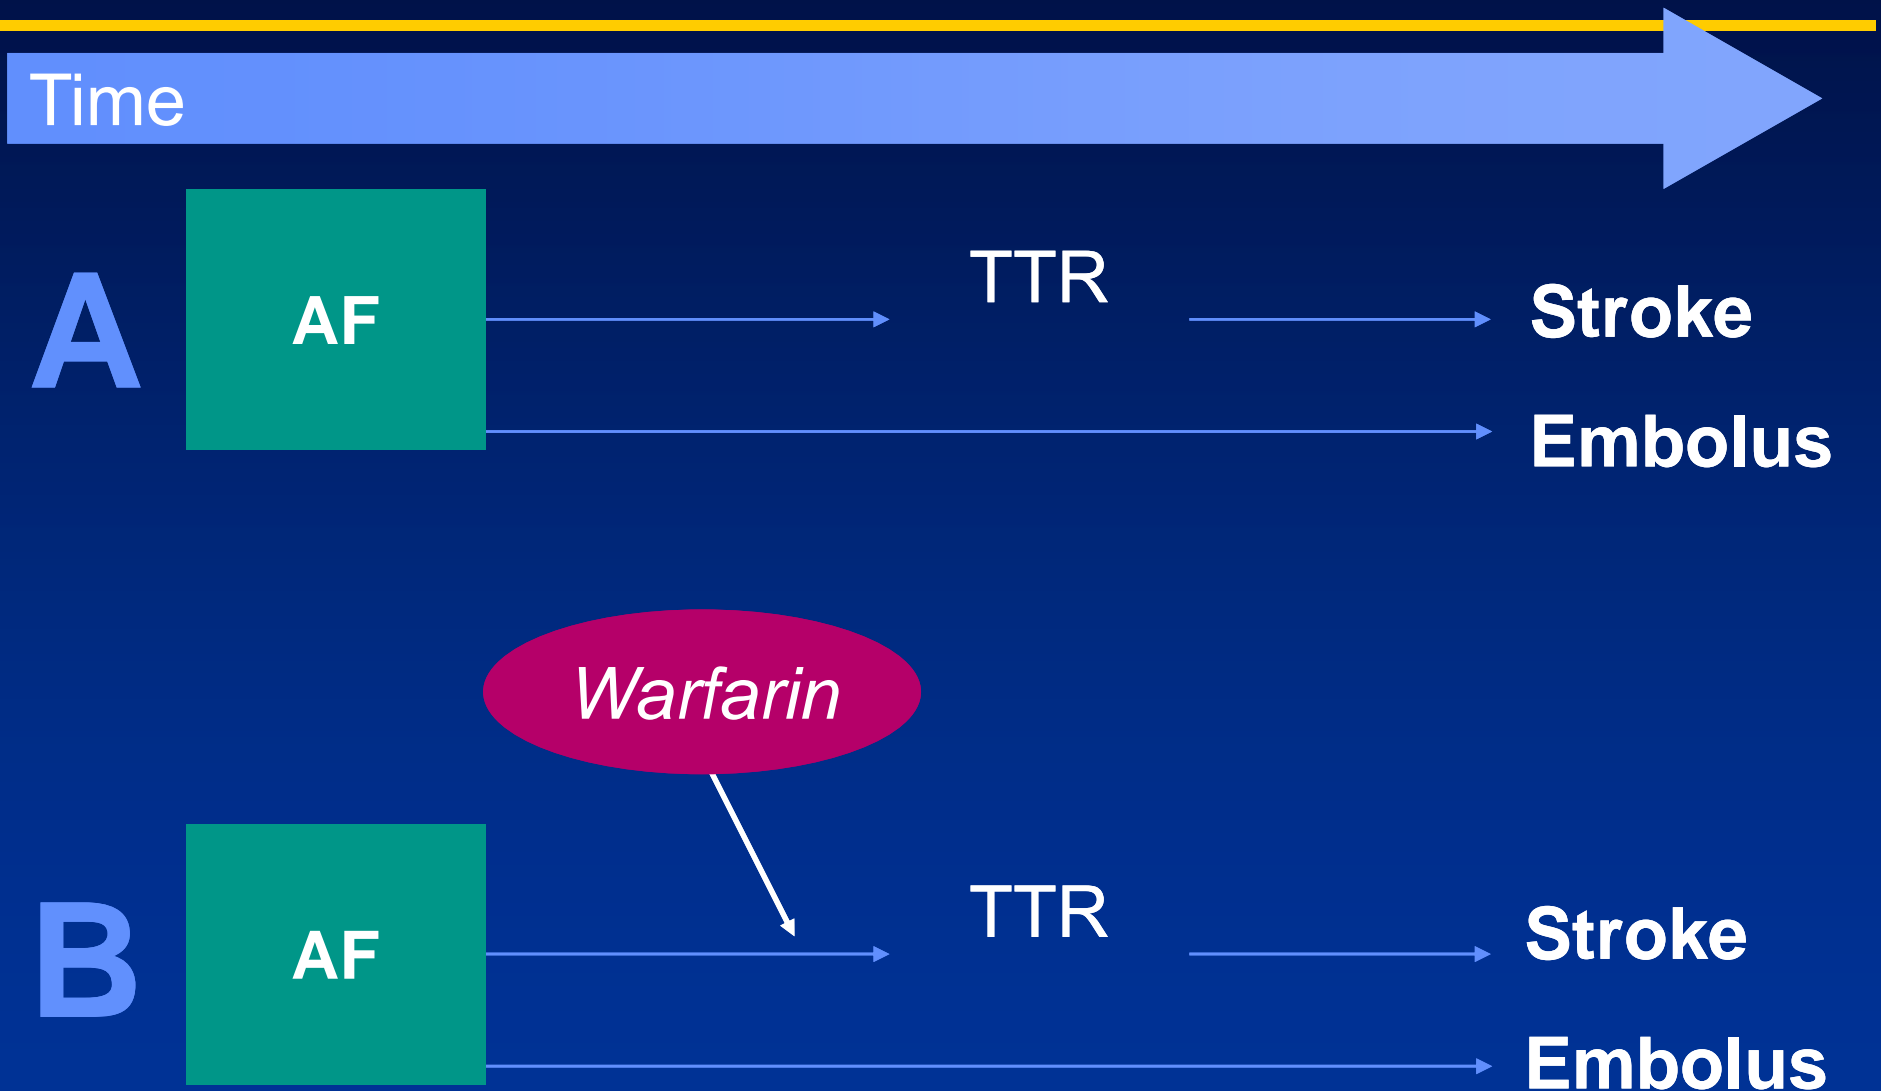 Time
A
AF
TTR
Stroke
Embolus
Warfarin
B
AF
TTR
Stroke
Embolus